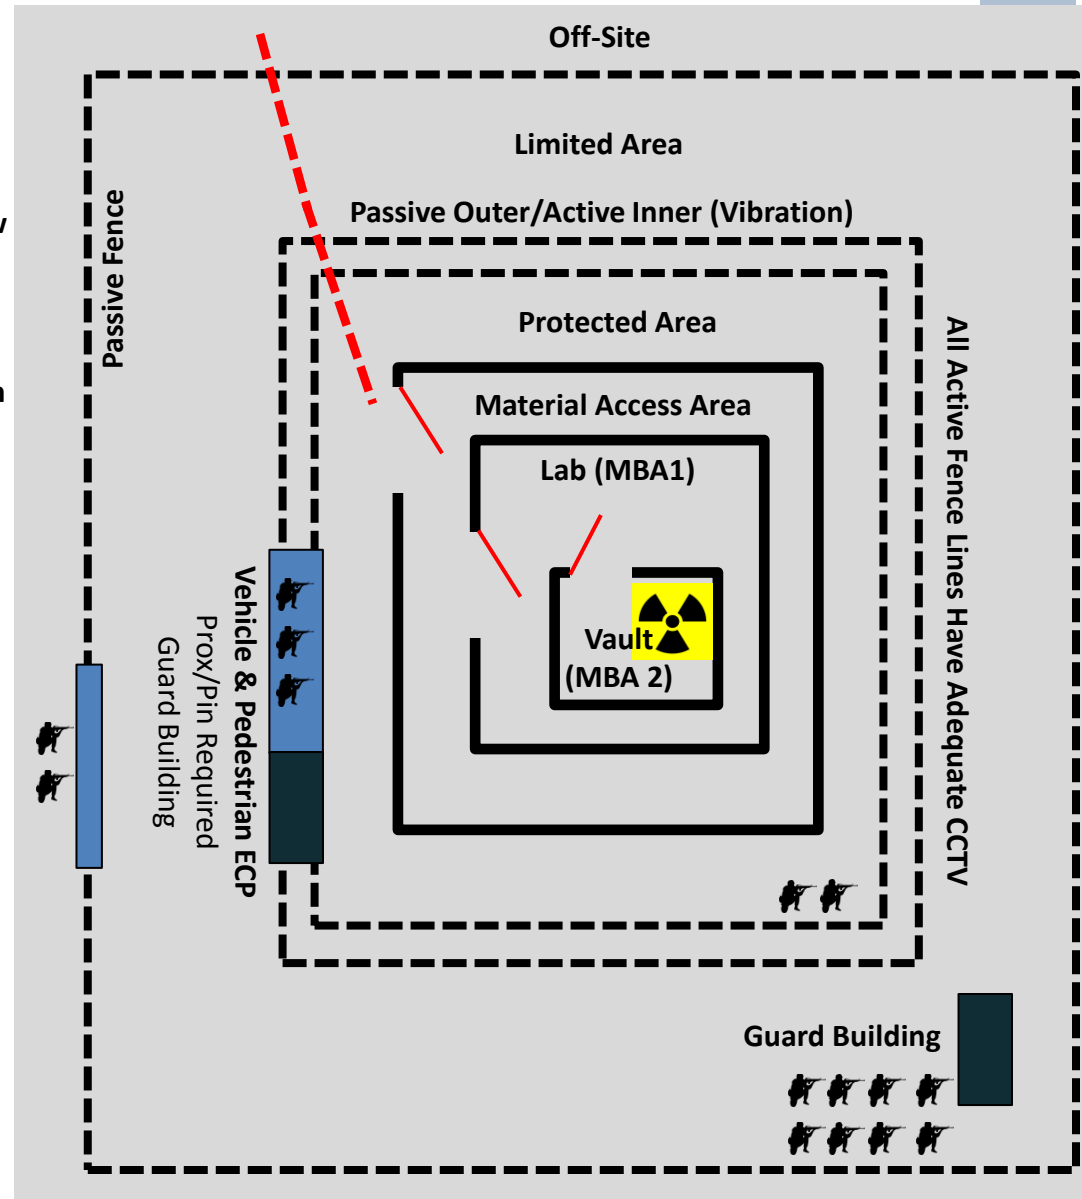 Off-Site
Limited Area
Passive Outer/Active Inner (Vibration)
Passive Fence
Protected Area
Material Access Area
Lab (MBA1)
Vault
(MBA 2)
All Active Fence Lines Have Adequate CCTV
Vehicle & Pedestrian ECP
Prox/Pin Required
Guard Building
Guard Building